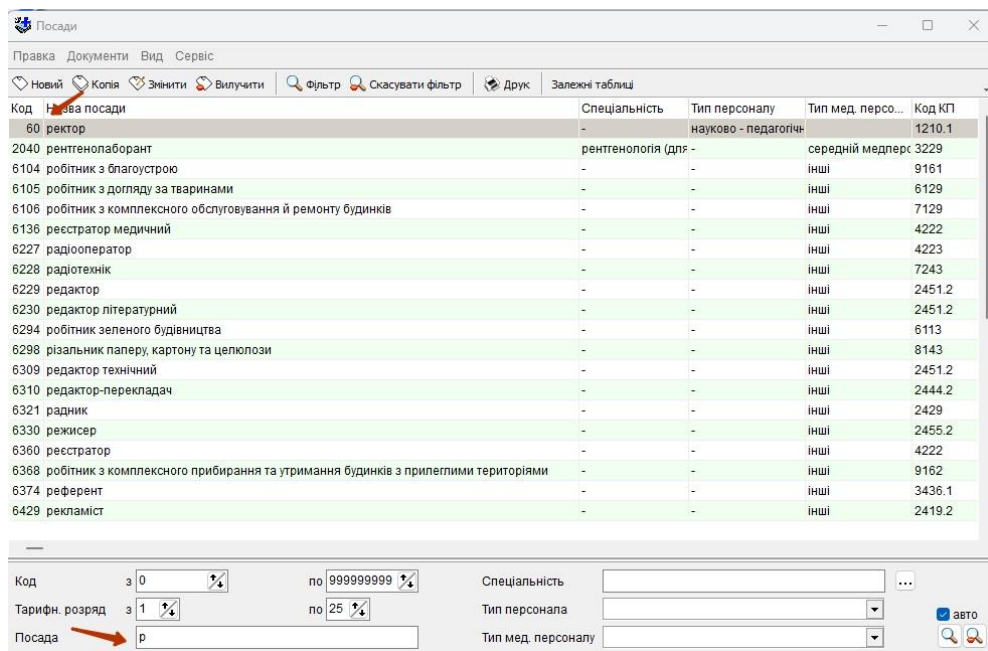 Посади
Правка Документи Вид Сервіс
Новий Копія Змінити Вилучити Фільтр Скасувати фільтр Друк Залежні таблиці
Код Назва посади Спеціальність Тип персоналу Тип мед. персо... Код КП
60 ректор - науково - педагогічн 1210.1
2040 рентгенолаборант рентгенологія (для - середній медперс 3229
6104 робітник з благоустрою - - інші 9161
6105 робітник з догляду за тваринами - - інші 6129
6106 робітник з комплексного обслуговування й ремонту будинків - - інші 7129
6136 реєстратор медичний - - інші 4222
6227 радіооператор - - інші 4223
6228 радіотехнік - - інші 7243
6229 редактор - - інші 2451.2
6230 редактор літературний - - інші 2451.2
6294 робітник зеленого будівництва - - інші 6113
6298 різальник паперу, картону та целюлози - - інші 8143
6309 редактор технічний - - інші 2451.2
6310 редактор-перекладач - - інші 2444.2
6321 радник - - інші 2429
6330 режисер - - інші 2455.2
6360 реєстратор - - інші 4222
6368 робітник з комплексного прибирання та утримання будинків з прилеглими територіями - - інші 9162
6374 референт - - інші 3436.1
6429 рекламіст - - інші 2419.2
Код з 0 по 999999999 Спеціальність ...
Тарифн. розряд з 1 по 25 Тип персонала авто
Посада р Тип мед. персоналу